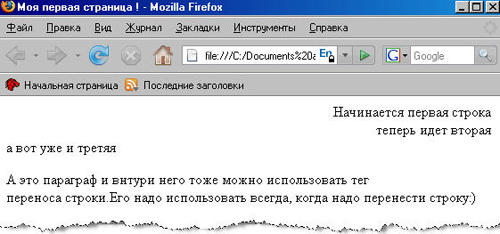 Моя первая страница ! - Mozilla Firefox
Файл Правка Вид Журнал Закладки Инструменты Справка
file:///C:/Documents%20a En G Google
Начальная страница Последние заголовки
Начинается первая строка
теперь идет вторая
а вот уже и третяя
А это параграф и внтури него тоже можно использовать тег
переноса строки.Его надо использовать всегда, когда надо перенести строку:)